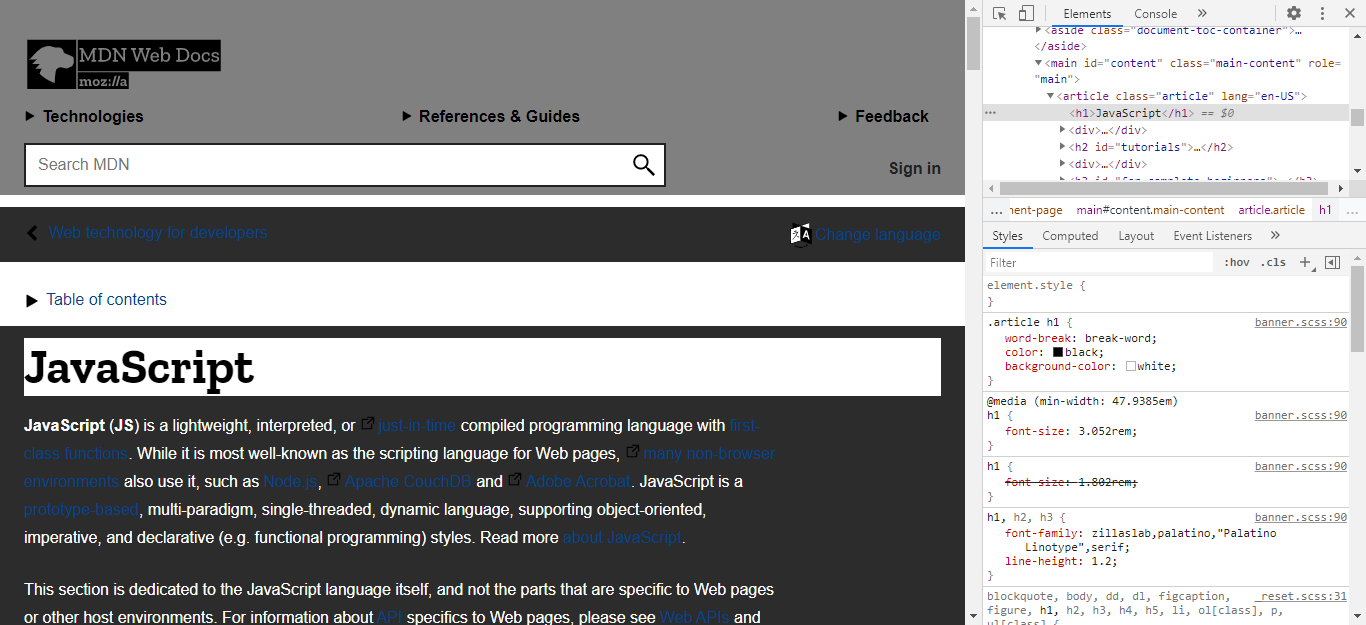 MDN Web Docs
moz://a
Technologies
References & Guides
Feedback
Search MDN
Sign in
Web technology for developers
Change language
Table of contents
JavaScript
JavaScript (JS) is a lightweight, interpreted, or just-in-time compiled programming language with first-
class functions. While it is most well-known as the scripting language for Web pages, many non-browser
environments also use it, such as Node.js, Apache CouchDB and Adobe Acrobat. JavaScript is a
prototype-based, multi-paradigm, single-threaded, dynamic language, supporting object-oriented,
imperative, and declarative (e.g. functional programming) styles. Read more about JavaScript.
This section is dedicated to the JavaScript language itself, and not the parts that are specific to Web pages
or other host environments. For information about API specifics to Web pages, please see Web APIs and
Elements Console »
<aside class="document-toc-container">…
</aside>
<main id="content" class="main-content" role=
"main">
<article class="article" lang="en-US">
<h1>JavaScript</h1> == $0
<div>…</div>
<h2 id="tutorials">…</h2>
<div>…</div>
<h3 id="for_complete_beginners">…</h3>
… nent-page main#content.main-content article.article h1 …
Styles Computed Layout Event Listeners »
Filter :hov .cls +
element.style {
}
.article h1 { banner.scss:90
word-break: break-word;
color: black;
background-color: white;
}
@media (min-width: 47.9385em)
h1 { banner.scss:90
font-size: 3.052rem;
}
h1 { banner.scss:90
font-size: 1.802rem;
}
h1, h2, h3 { banner.scss:90
font-family: zillaslab,palatino,"Palatino
Linotype",serif;
line-height: 1.2;
}
blockquote, body, dd, dl, figcaption, _reset.scss:31
figure, h1, h2, h3, h4, h5, li, ol[class], p,
ul[class] {